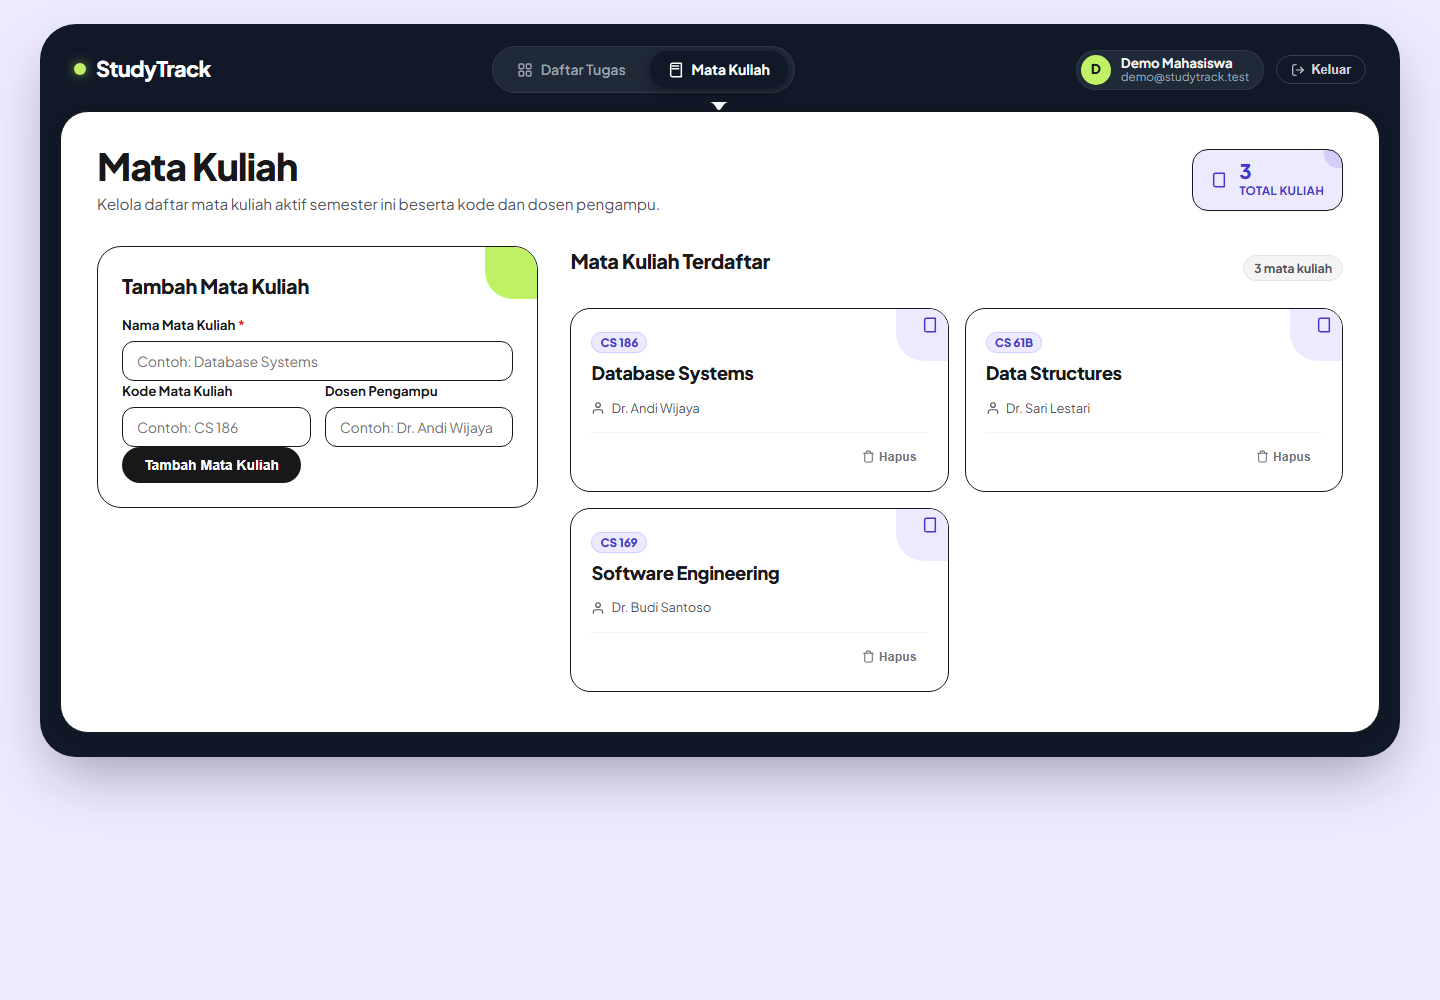 StudyTrack
Daftar Tugas
Mata Kuliah
D
Demo Mahasiswa
demo@studytrack.test
Keluar
Mata Kuliah
Kelola daftar mata kuliah aktif semester ini beserta kode dan dosen pengampu.
3
TOTAL KULIAH
Tambah Mata Kuliah
Nama Mata Kuliah *
Contoh: Database Systems
Kode Mata Kuliah
Dosen Pengampu
Contoh: CS 186
Contoh: Dr. Andi Wijaya
Tambah Mata Kuliah
Mata Kuliah Terdaftar
3 mata kuliah
CS 186
Database Systems
Dr. Andi Wijaya
Hapus
CS 61B
Data Structures
Dr. Sari Lestari
Hapus
CS 169
Software Engineering
Dr. Budi Santoso
Hapus